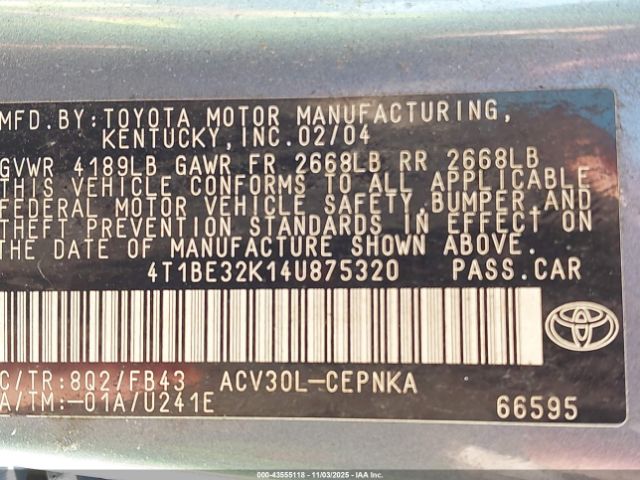 MFD. BY: TOYOTA MOTOR MANUFACTURING,
KENTUCKY, INC. 02/04
GVWR 4189LB GAWR FR 2668LB RR 2668LB
THIS VEHICLE CONFORMS TO ALL APPLICABLE
FEDERAL MOTOR VEHICLE SAFETY, BUMPER, AND
THEFT PREVENTION STANDARDS IN EFFECT ON
THE DATE OF MANUFACTURE SHOWN ABOVE.
4T1BE32K14U875320 PASS. CAR
C/TR: 8Q2/FB43 ACV30L-CEPNKA
A/TM: -01A/U241E 66595
000-43555118 - 11/03/2025 - IAAI, Inc.